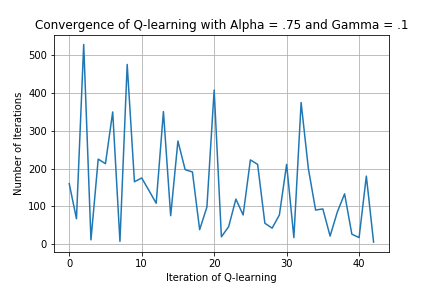 Convergence of Q-learning with Alpha = .75 and Gamma = .1
500
400
300
200
100
0
Number of Iterations
0 10 20 30 40
Iteration of Q-learning